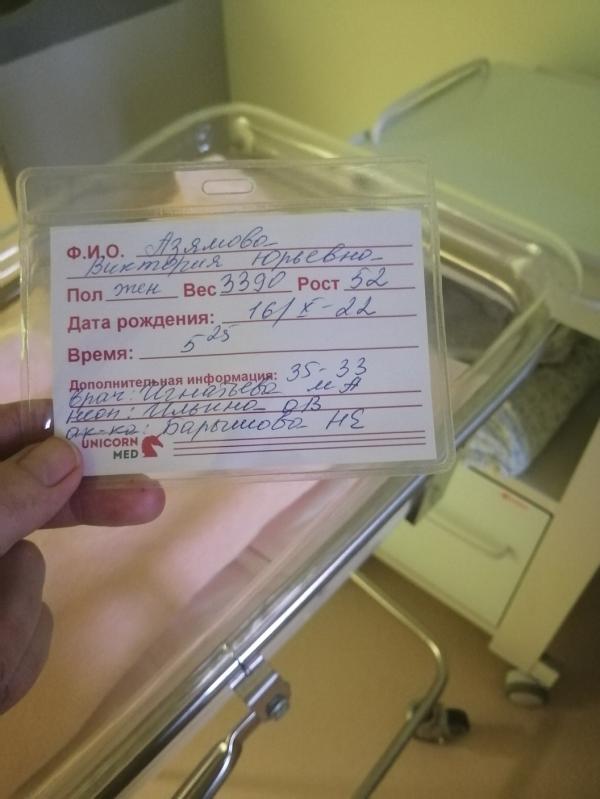 Ф.И.О. Азямова
Виктория Юрьевна
Пол жен Вес 3390 Рост 52
Дата рождения: 16/X-22
Время: 5 25
Дополнительная информация: 35-33
врач: Игнатьева М А
неон: Ильина ОВ
ак-ка: Барышова НЕ
UNICORN
MED